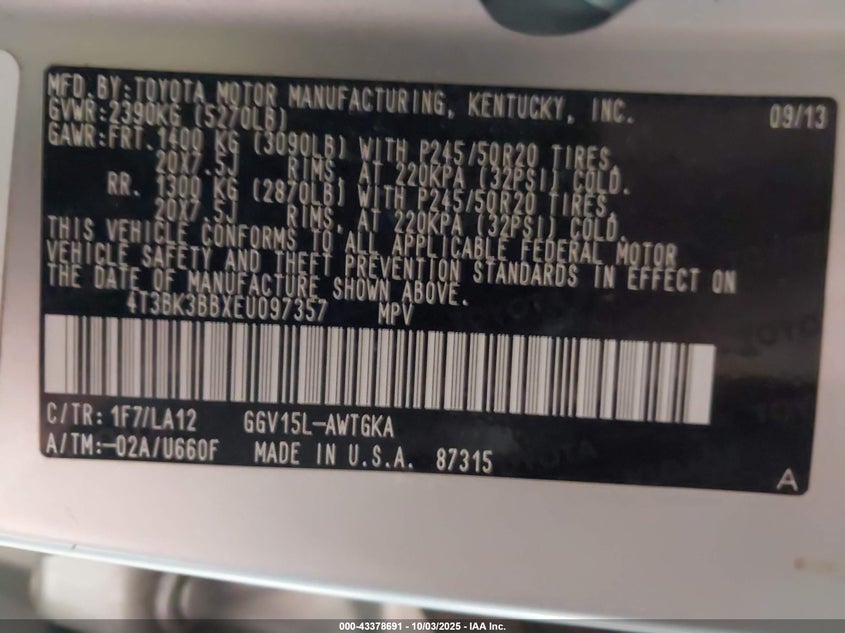 MFD.BY:TOYOTA MOTOR MANUFACTURING, KENTUCKY, INC. 09/13
GVWR:2390KG (5270LB)
GAWR:FRT.1400 KG (3090LB) WITH P245/50R20 TIRES,
20X7.5J RIMS, AT 220KPA (32PSI) COLD.
RR. 1300 KG (2870LB) WITH P245/50R20 TIRES,
20X7.5J RIMS, AT 220KPA (32PSI) COLD.
THIS VEHICLE CONFORMS TO ALL APPLICABLE FEDERAL MOTOR
VEHICLE SAFETY AND THEFT PREVENTION STANDARDS IN EFFECT ON
THE DATE OF MANUFACTURE SHOWN ABOVE.
4T3BK3BBXEU097357 MPV
C/TR: 1F7/LA12 GGV15L-AWTGKA
A/TM:-02A/U660F MADE IN U.S.A. 87315
A
000-43378691 - 10/03/2025 - IAA Inc.